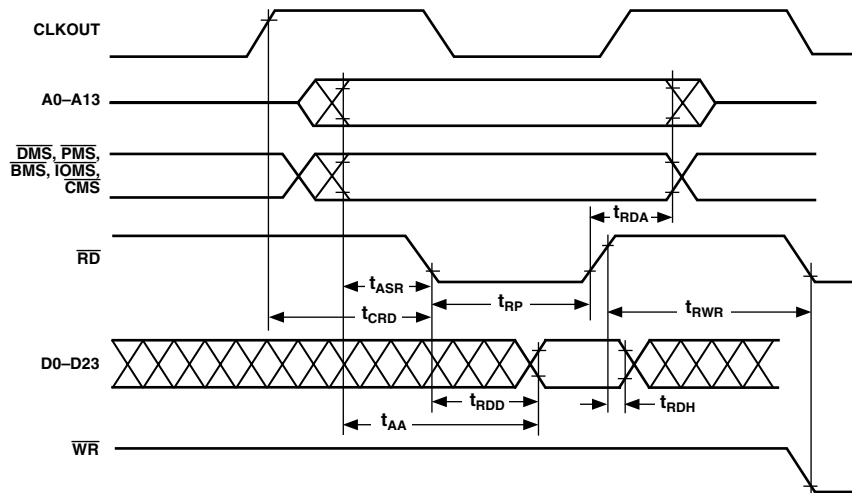 CLKOUT
A0–A13
DMS, PMS,
BMS, IOMS,
CMS
tRDA
RD
tASR
tRP
tCRD
tRWR
D0–D23
tRDD
tRDH
tAA
WR